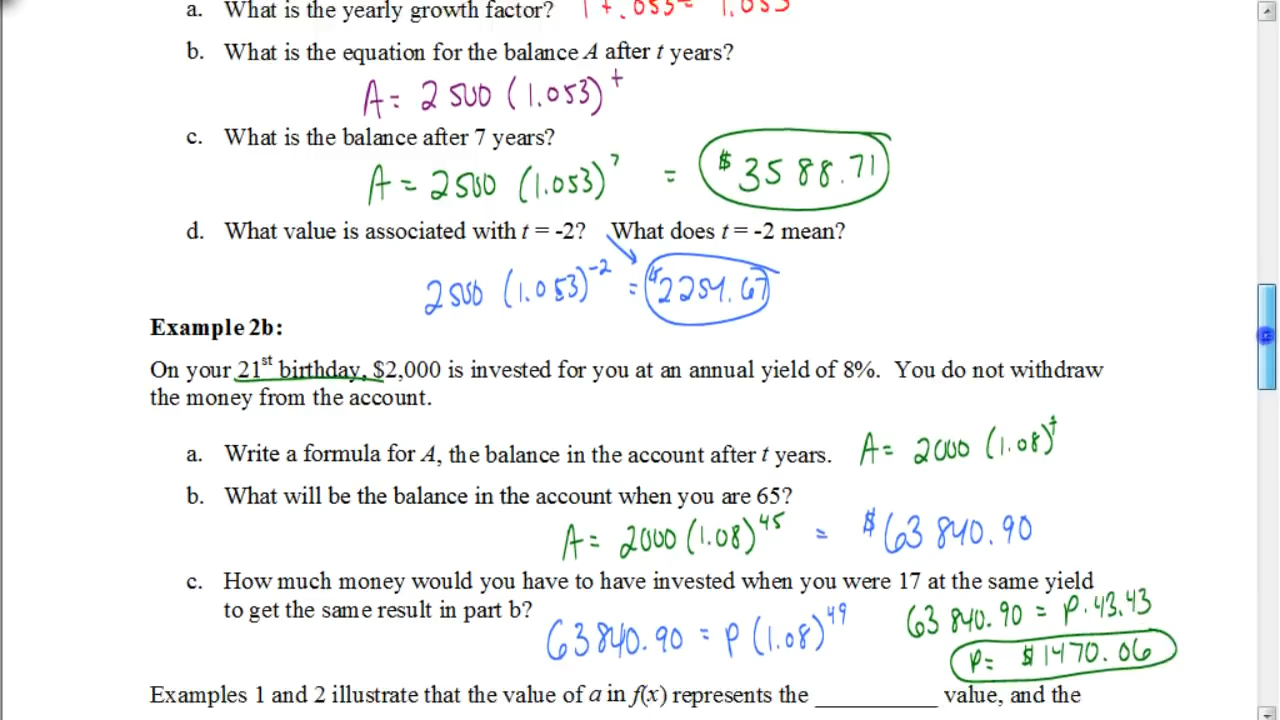 a. What is the yearly growth factor? 1 + .053 = 1.053
b. What is the equation for the balance A after t years?
A = 2500 (1.053)^t
c. What is the balance after 7 years?
A = 2500 (1.053)^7 = $3588.71
d. What value is associated with t = -2? What does t = -2 mean?
2500 (1.053)^-2 = $2254.67
Example 2b:
On your 21st birthday, $2,000 is invested for you at an annual yield of 8%. You do not withdraw
the money from the account.
a. Write a formula for A, the balance in the account after t years. A = 2000 (1.08)^t
b. What will be the balance in the account when you are 65?
A = 2000 (1.08)^45 = $63840.90
c. How much money would you have to have invested when you were 17 at the same yield
to get the same result in part b?
63840.90 = P (1.08)^49
63840.90 = P · 43.43
P = $1470.06
Examples 1 and 2 illustrate that the value of a in f(x) represents the __________ value, and the